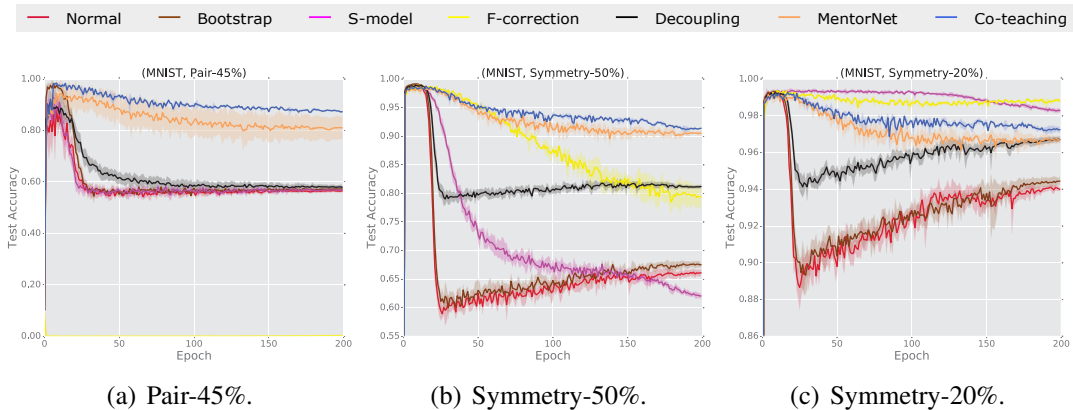 Normal Bootstrap S-model F-correction Decoupling MentorNet Co-teaching
(MNIST, Pair-45%)
1.00
0.80
0.60
0.40
0.20
0.00
Test Accuracy
0 50 100 150 200
Epoch
(a) Pair-45%.
(MNIST, Symmetry-50%)
1.00
0.95
0.90
0.85
0.80
0.75
0.70
0.65
0.60
0.55
Test Accuracy
0 50 100 150 200
Epoch
(b) Symmetry-50%.
(MNIST, Symmetry-20%)
1.00
0.98
0.96
0.94
0.92
0.90
0.88
0.86
Test Accuracy
0 50 100 150 200
Epoch
(c) Symmetry-20%.